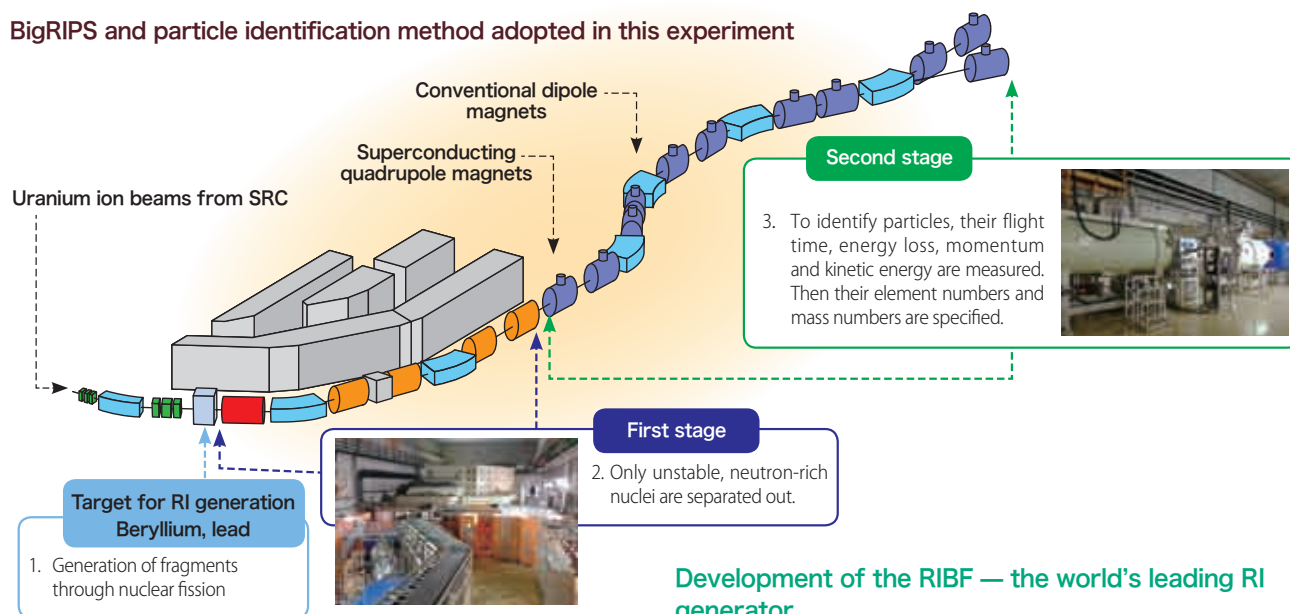 BigRIPS and particle identification method adopted in this experiment
Conventional dipole
magnets
Superconducting
quadrupole magnets
Uranium ion beams from SRC
Second stage
3. To identify particles, their flight
time, energy loss, momentum
and kinetic energy are measured.
Then their element numbers and
mass numbers are specified.
First stage
2. Only unstable, neutron-rich
nuclei are separated out.
Target for RI generation
Beryllium, lead
1. Generation of fragments
through nuclear fission
Development of the RIBF — the world's leading RI
generator